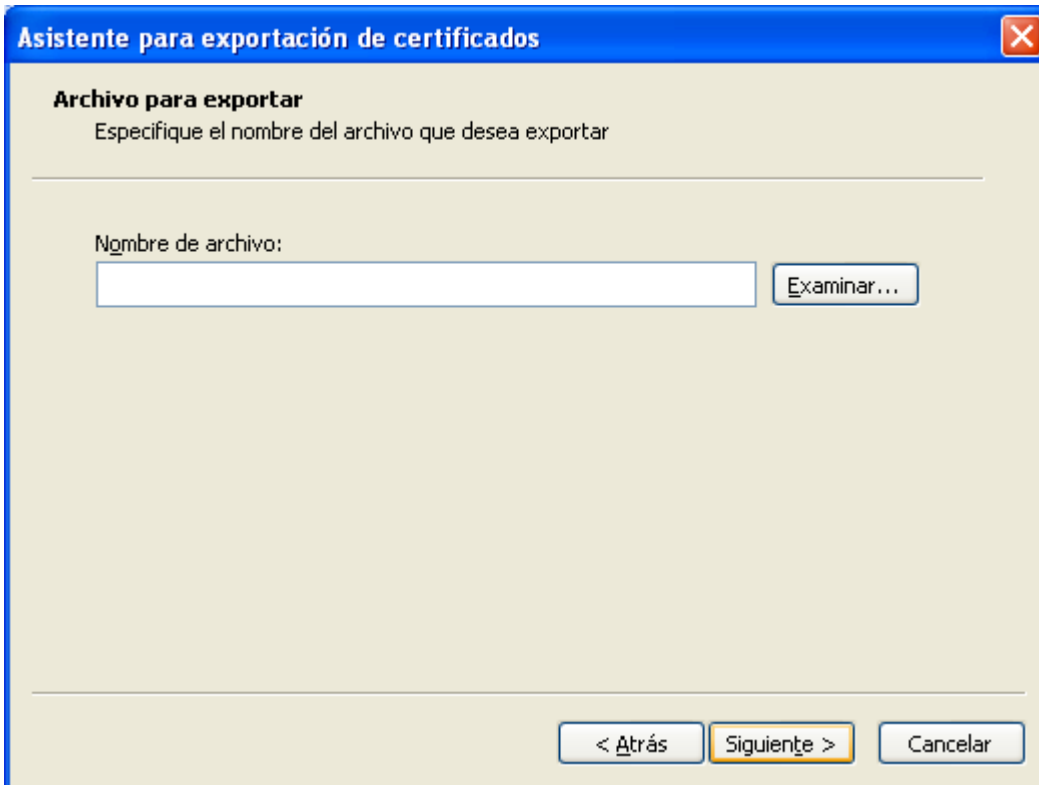 Asistente para exportación de certificados
Archivo para exportar
Especifique el nombre del archivo que desea exportar
Nombre de archivo:
Examinar...
< Atrás
Siguiente >
Cancelar